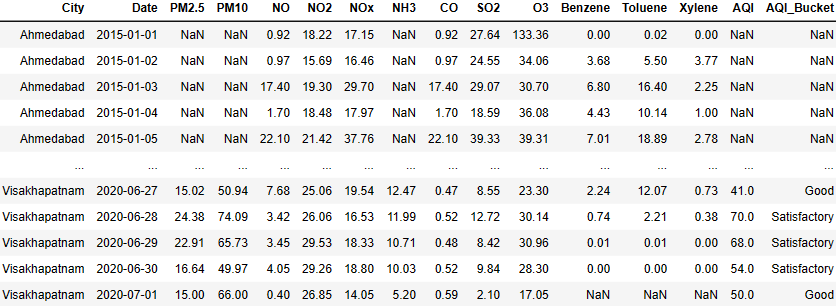 City Date PM2.5 PM10 NO NO2 NOx NH3 CO SO2 O3 Benzene Toluene Xylene AQI AQI_Bucket
Ahmedabad 2015-01-01 NaN NaN 0.92 18.22 17.15 NaN 0.92 27.64 133.36 0.00 0.02 0.00 NaN NaN
Ahmedabad 2015-01-02 NaN NaN 0.97 15.69 16.46 NaN 0.97 24.55 34.06 3.68 5.50 3.77 NaN NaN
Ahmedabad 2015-01-03 NaN NaN 17.40 19.30 29.70 NaN 17.40 29.07 30.70 6.80 16.40 2.25 NaN NaN
Ahmedabad 2015-01-04 NaN NaN 1.70 18.48 17.97 NaN 1.70 18.59 36.08 4.43 10.14 1.00 NaN NaN
Ahmedabad 2015-01-05 NaN NaN 22.10 21.42 37.76 NaN 22.10 39.33 39.31 7.01 18.89 2.78 NaN NaN
... ... ... ... ... ... ... ... ... ... ... ... ... ... ... ...
Visakhapatnam 2020-06-27 15.02 50.94 7.68 25.06 19.54 12.47 0.47 8.55 23.30 2.24 12.07 0.73 41.0 Good
Visakhapatnam 2020-06-28 24.38 74.09 3.42 26.06 16.53 11.99 0.52 12.72 30.14 0.74 2.21 0.38 70.0 Satisfactory
Visakhapatnam 2020-06-29 22.91 65.73 3.45 29.53 18.33 10.71 0.48 8.42 30.96 0.01 0.01 0.00 68.0 Satisfactory
Visakhapatnam 2020-06-30 16.64 49.97 4.05 29.26 18.80 10.03 0.52 9.84 28.30 0.00 0.00 0.00 54.0 Satisfactory
Visakhapatnam 2020-07-01 15.00 66.00 0.40 26.85 14.05 5.20 0.59 2.10 17.05 NaN NaN NaN 50.0 Good